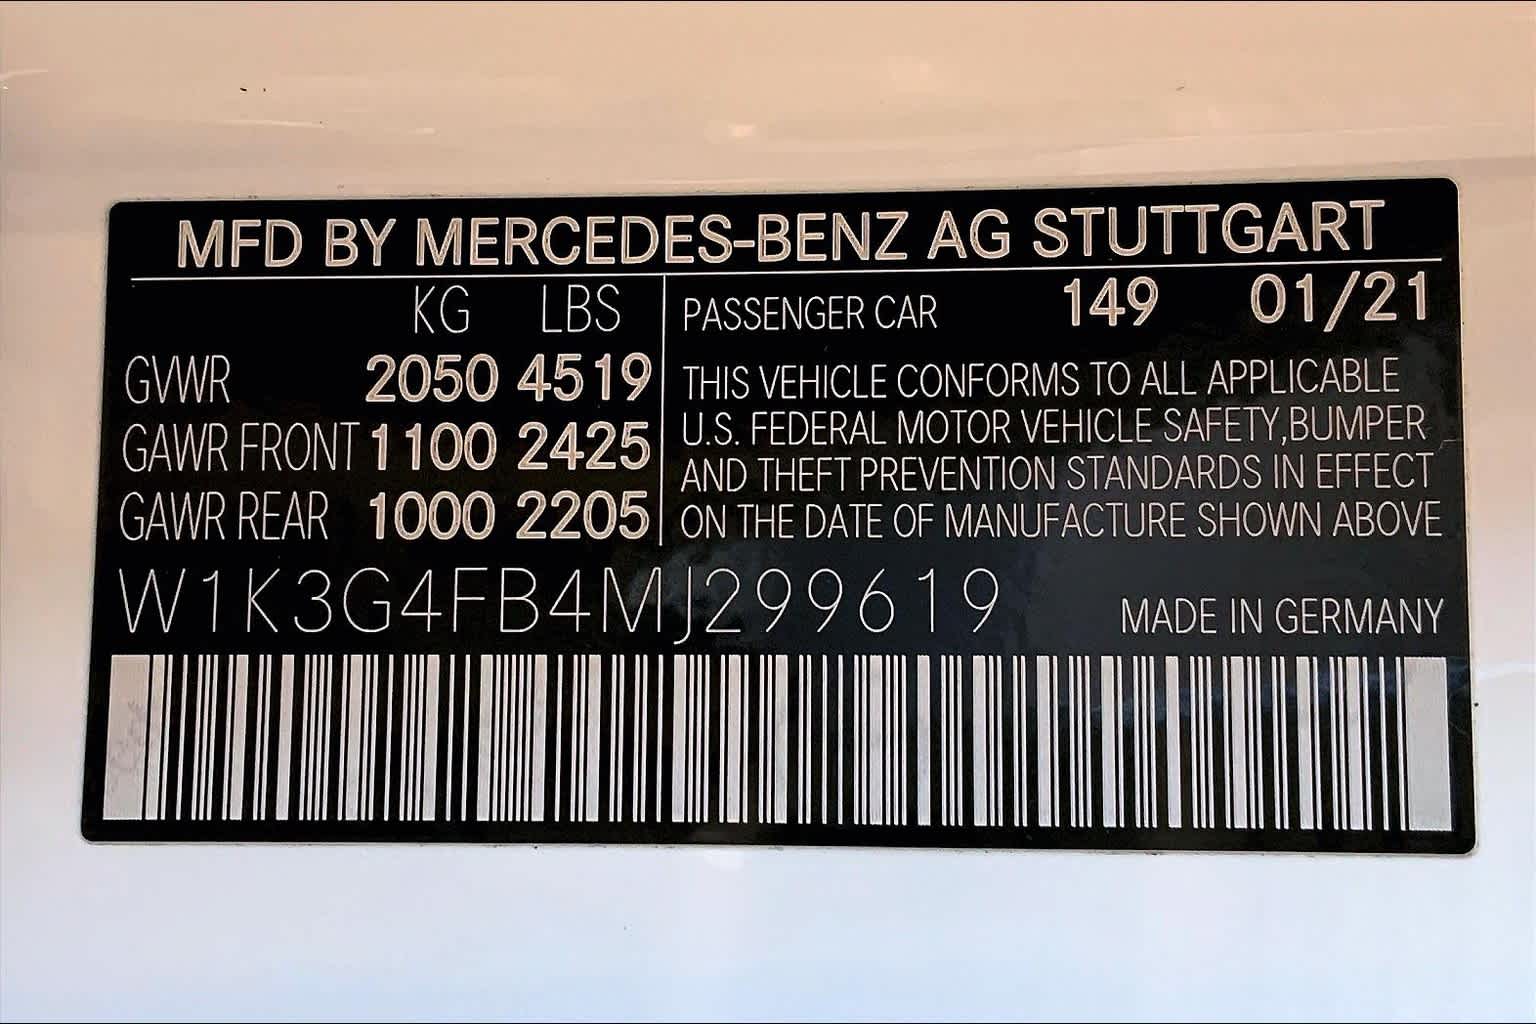 MFD BY MERCEDES-BENZ AG STUTTGART
KG LBS
GVWR 2050 4519
GAWR FRONT 1100 2425
GAWR REAR 1000 2205
PASSENGER CAR 149 01/21
THIS VEHICLE CONFORMS TO ALL APPLICABLE
U.S. FEDERAL MOTOR VEHICLE SAFETY,BUMPER
AND THEFT PREVENTION STANDARDS IN EFFECT
ON THE DATE OF MANUFACTURE SHOWN ABOVE
W1K3G4FB4MJ299619
MADE IN GERMANY